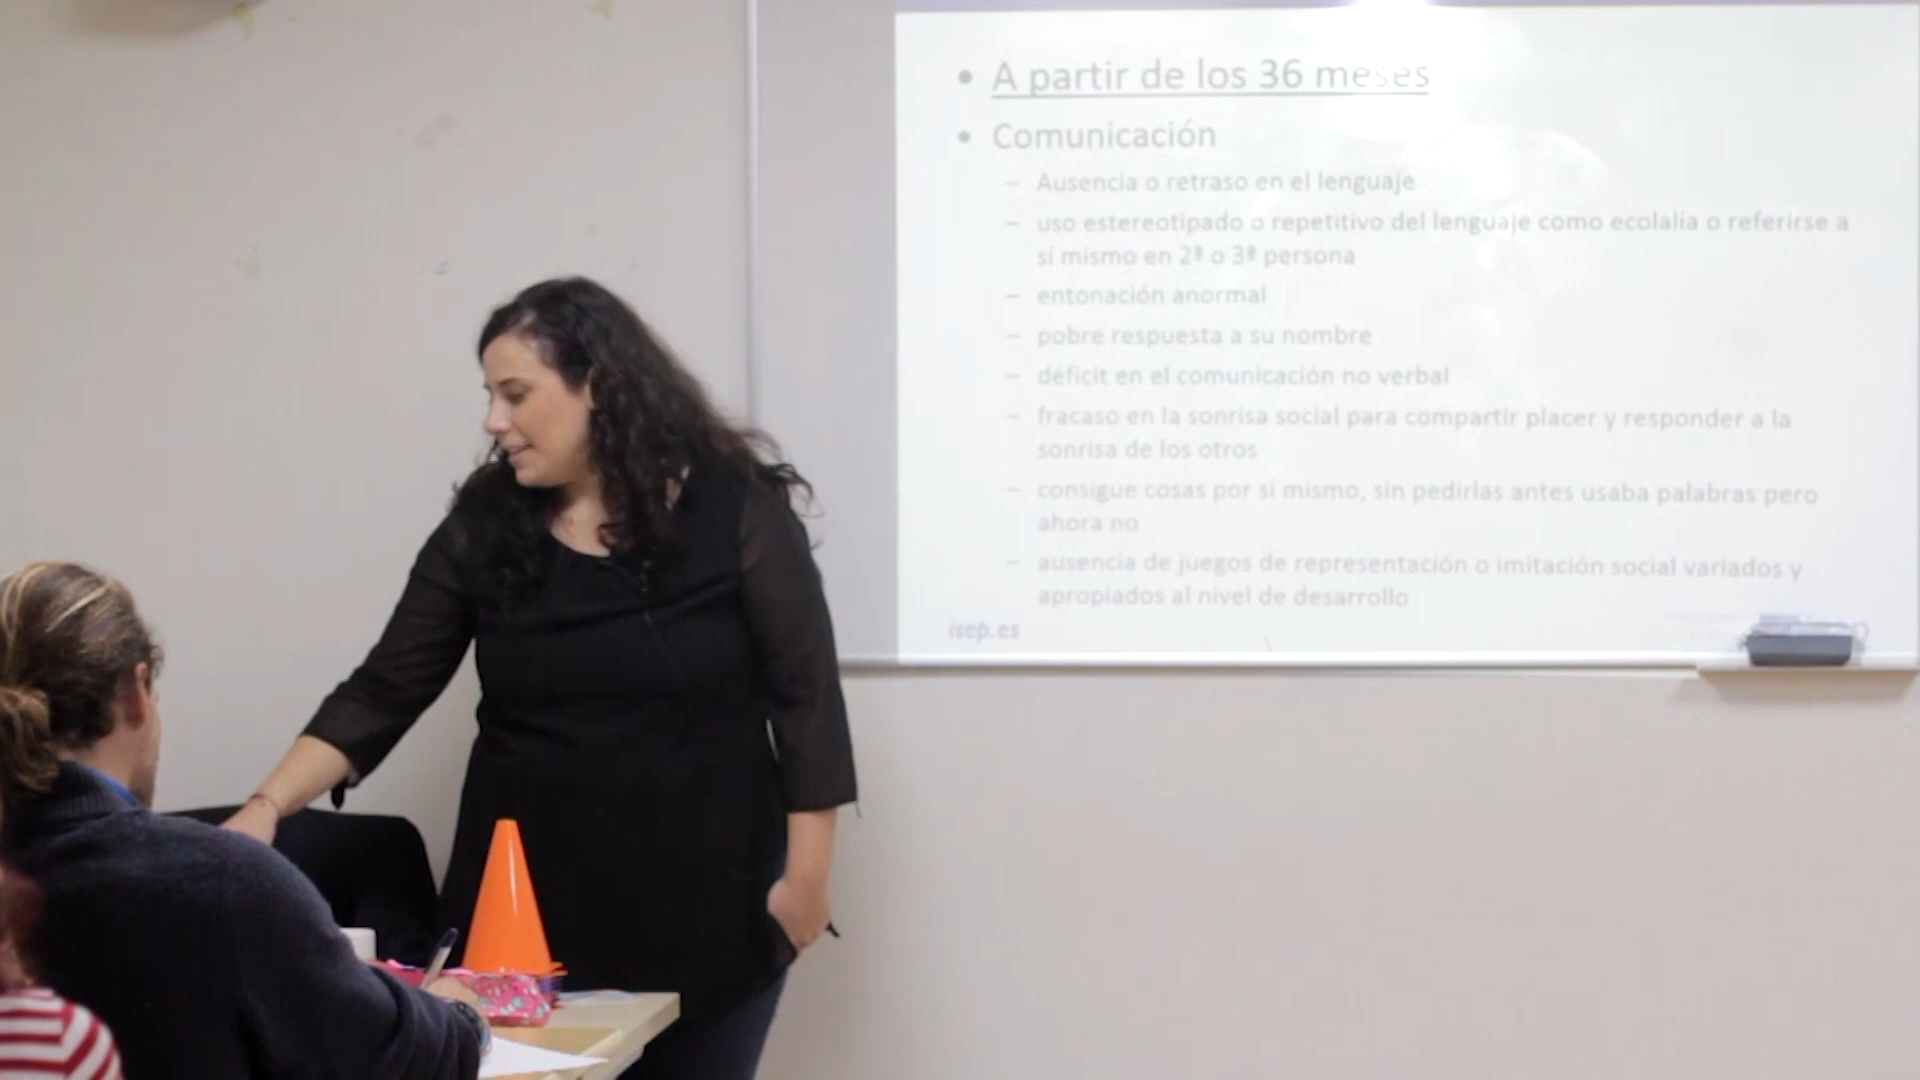 • A partir de los 36 meses
• Comunicación
– Ausencia o retraso en el lenguaje
– uso estereotipado o repetitivo del lenguaje como ecolalia o referirse a
sí mismo en 2ª o 3ª persona
– entonación anormal
– pobre respuesta a su nombre
– déficit en el comunicación no verbal
– fracaso en la sonrisa social para compartir placer y responder a la
sonrisa de los otros
– consigue cosas por sí mismo, sin pedirlas antes usaba palabras pero
ahora no
– ausencia de juegos de representación o imitación social variados y
apropiados al nivel de desarrollo
isep.es